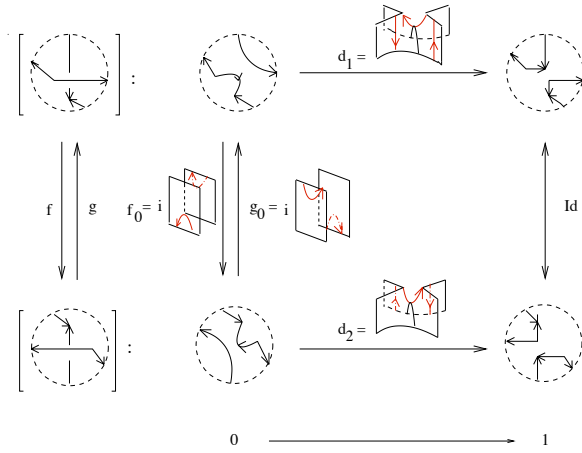 :
d1 =
f
g
f0 = i
g0 = i
Id
:
d2 =
0
1